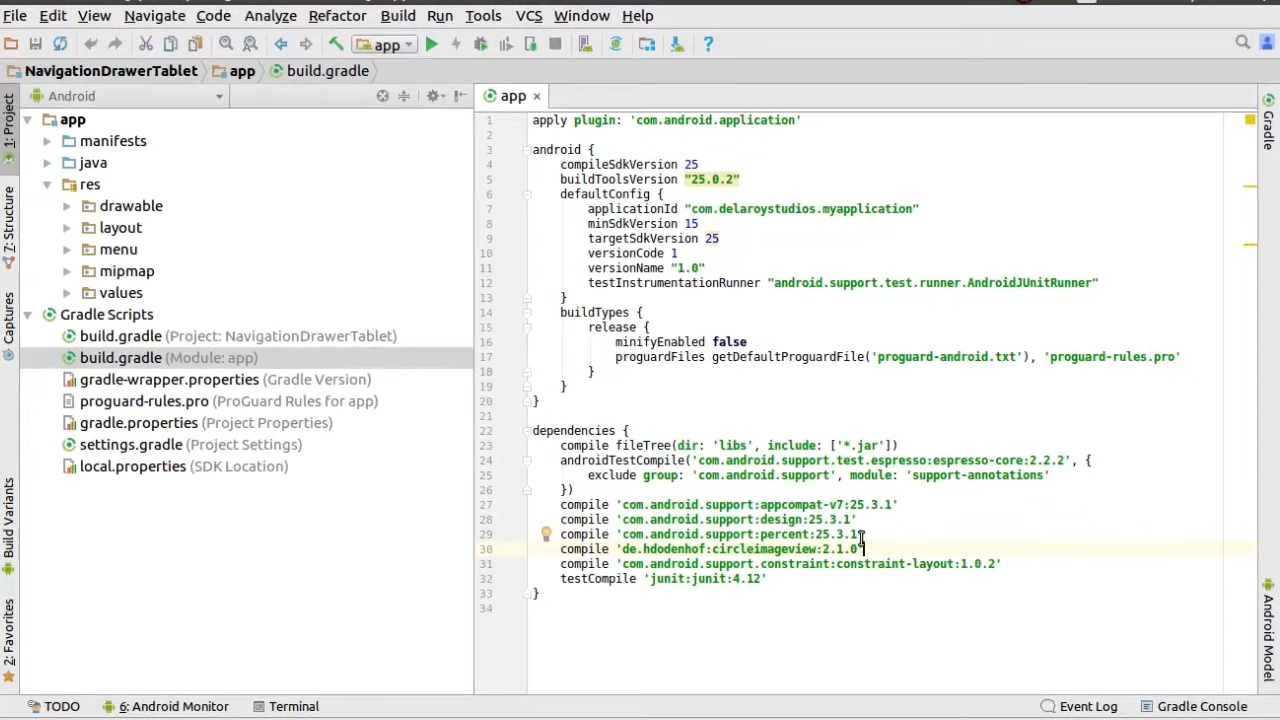 File Edit View Navigate Code Analyze Refactor Build Run Tools VCS Window Help
app
NavigationDrawerTablet app build.gradle
1: Project
7: Structure
Captures
Build Variants
2: Favorites
Android
app
manifests
java
res
drawable
layout
menu
mipmap
values
Gradle Scripts
build.gradle (Project: NavigationDrawerTablet)
build.gradle (Module: app)
gradle-wrapper.properties (Gradle Version)
proguard-rules.pro (ProGuard Rules for app)
gradle.properties (Project Properties)
settings.gradle (Project Settings)
local.properties (SDK Location)
app
1 apply plugin: 'com.android.application'
2
3 android {
4 compileSdkVersion 25
5 buildToolsVersion "25.0.2"
6 defaultConfig {
7 applicationId "com.delaroystudios.myapplication"
8 minSdkVersion 15
9 targetSdkVersion 25
10 versionCode 1
11 versionName "1.0"
12 testInstrumentationRunner "android.support.test.runner.AndroidJUnitRunner"
13 }
14 buildTypes {
15 release {
16 minifyEnabled false
17 proguardFiles getDefaultProguardFile('proguard-android.txt'), 'proguard-rules.pro'
18 }
19 }
20 }
21
22 dependencies {
23 compile fileTree(dir: 'libs', include: ['*.jar'])
24 androidTestCompile('com.android.support.test.espresso:espresso-core:2.2.2', {
25 exclude group: 'com.android.support', module: 'support-annotations'
26 })
27 compile 'com.android.support:appcompat-v7:25.3.1'
28 compile 'com.android.support:design:25.3.1'
29 compile 'com.android.support:percent:25.3.1'
30 compile 'de.hdodenhof:circleimageview:2.1.0'
31 compile 'com.android.support.constraint:constraint-layout:1.0.2'
32 testCompile 'junit:junit:4.12'
33 }
34
Gradle
Android Model
TODO 6: Android Monitor Terminal Event Log Gradle Console